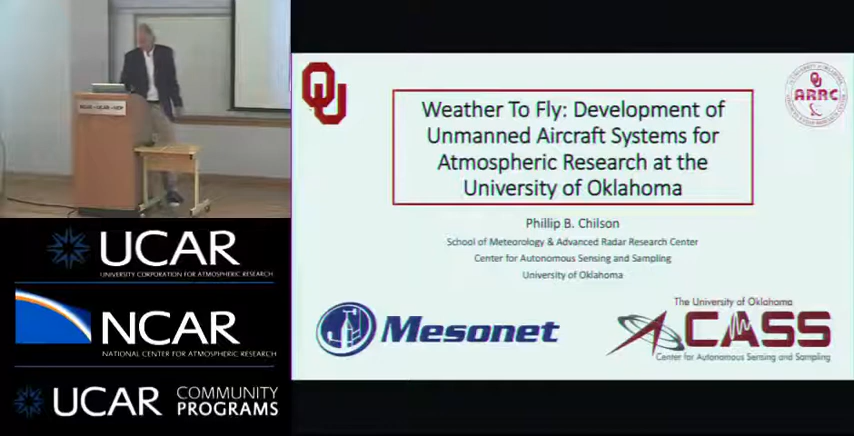 NCAR UCAR UCP
UCAR
UNIVERSITY CORPORATION FOR ATMOSPHERIC RESEARCH
NCAR
NATIONAL CENTER FOR ATMOSPHERIC RESEARCH
UCAR COMMUNITY PROGRAMS
OU
ARRC
Weather To Fly: Development of
Unmanned Aircraft Systems for
Atmospheric Research at the
University of Oklahoma
Phillip B. Chilson
School of Meteorology & Advanced Radar Research Center
Center for Autonomous Sensing and Sampling
University of Oklahoma
Mesonet
The University of Oklahoma
CASS
Center for Autonomous Sensing and Sampling